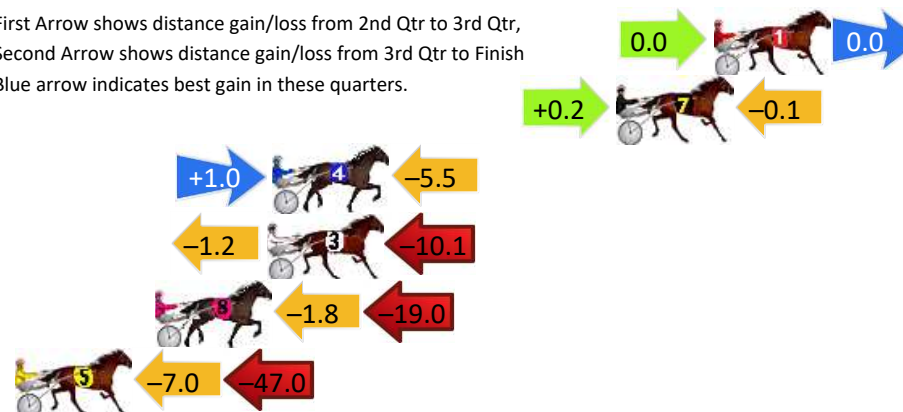 First Arrow shows distance gain/loss from 2nd Qtr to 3rd Qtr,
Second Arrow shows distance gain/loss from 3rd Qtr to Finish
Blue arrow indicates best gain in these quarters.
0.0 1 0.0
+0.2 7 –0.1
+1.0 4 –5.5
–1.2 3 –10.1
8 –1.8 –19.0
5 –7.0 –47.0